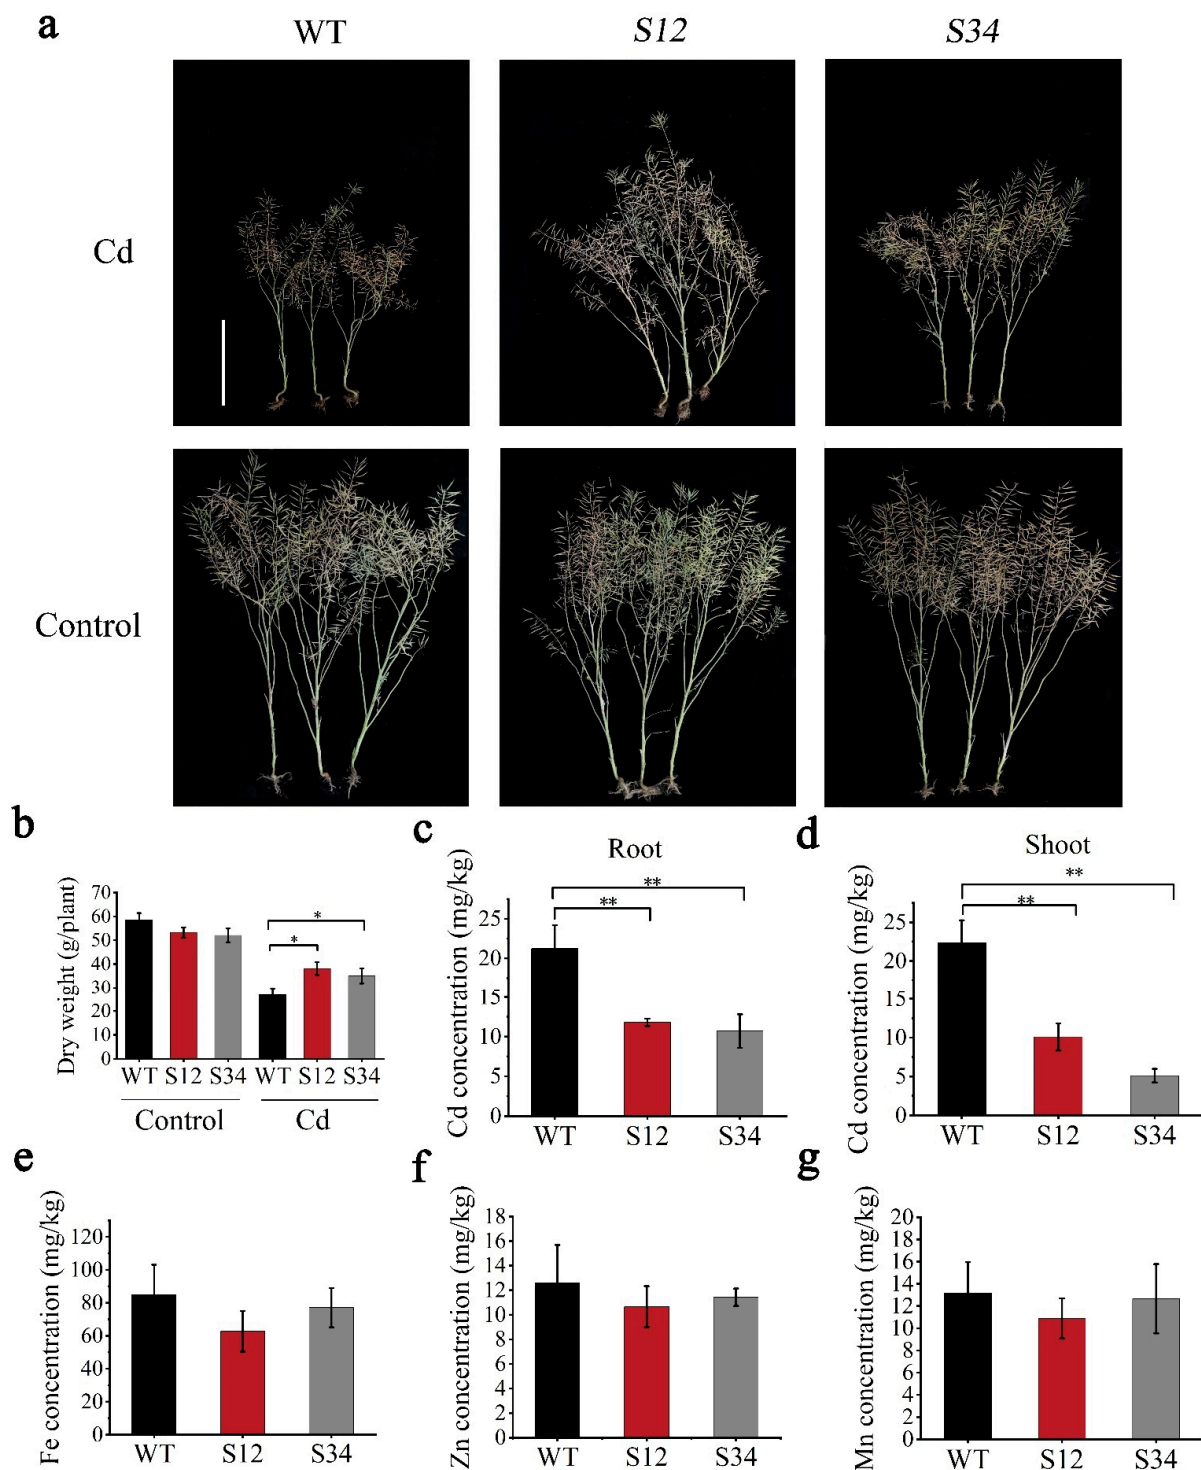 a
WT
S12
S34
Cd
Control
b
Dry weight (g/plant)
70
60
50
40
30
20
10
0
*
*
WT S12 S34 WT S12 S34
Control Cd
c
Root
Cd concentration (mg/kg)
25
20
15
10
5
0
**
**
WT S12 S34
d
Shoot
Cd concentration (mg/kg)
25
20
15
10
5
0
**
**
WT S12 S34
e
Fe concentration (mg/kg)
120
100
80
60
40
20
0
WT S12 S34
f
Zn concentration (mg/kg)
18
16
14
12
10
8
6
4
2
0
WT S12 S34
g
Mn concentration (mg/kg)
20
18
16
14
12
10
8
6
4
2
0
WT S12 S34